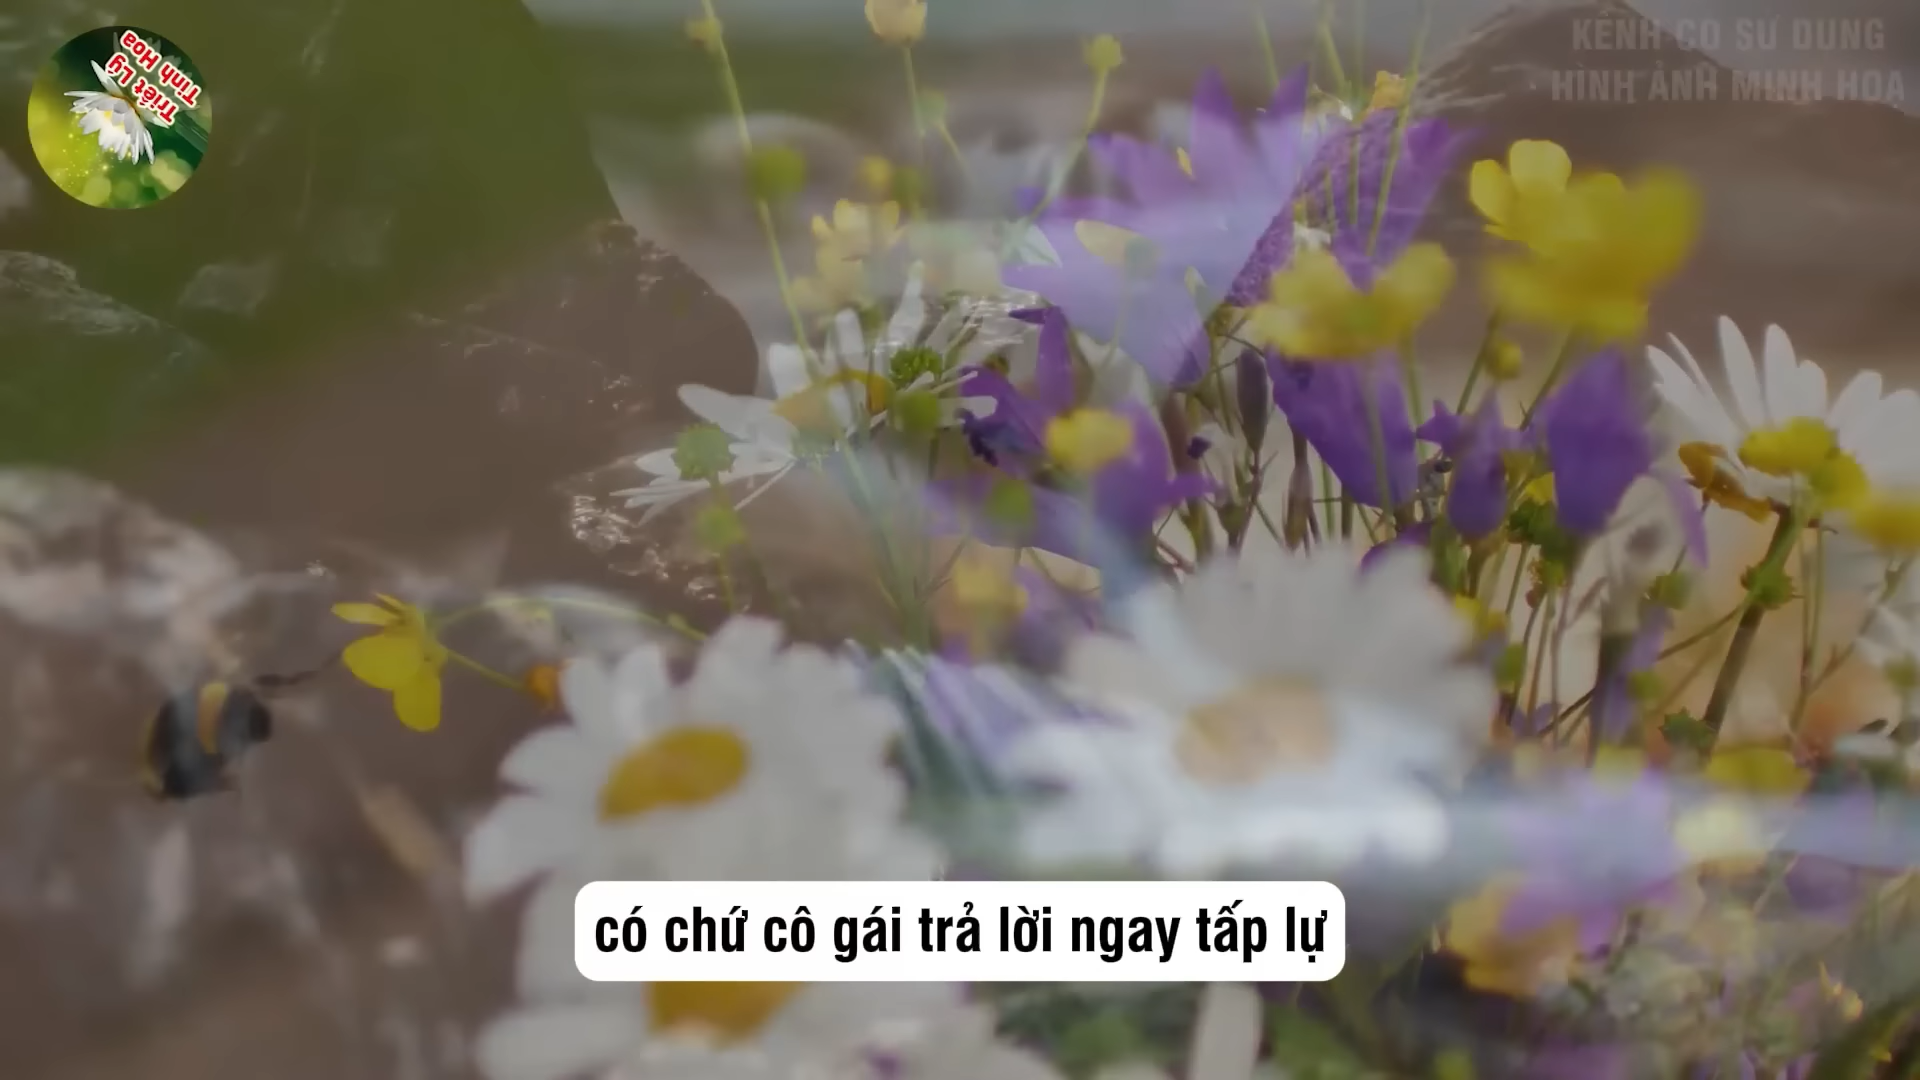 Triết Lý
Tinh Hoa
KÊNH CÓ SỬ DỤNG
HÌNH ẢNH MINH HOẠ
có chứ cô gái trả lời ngay tấp lự